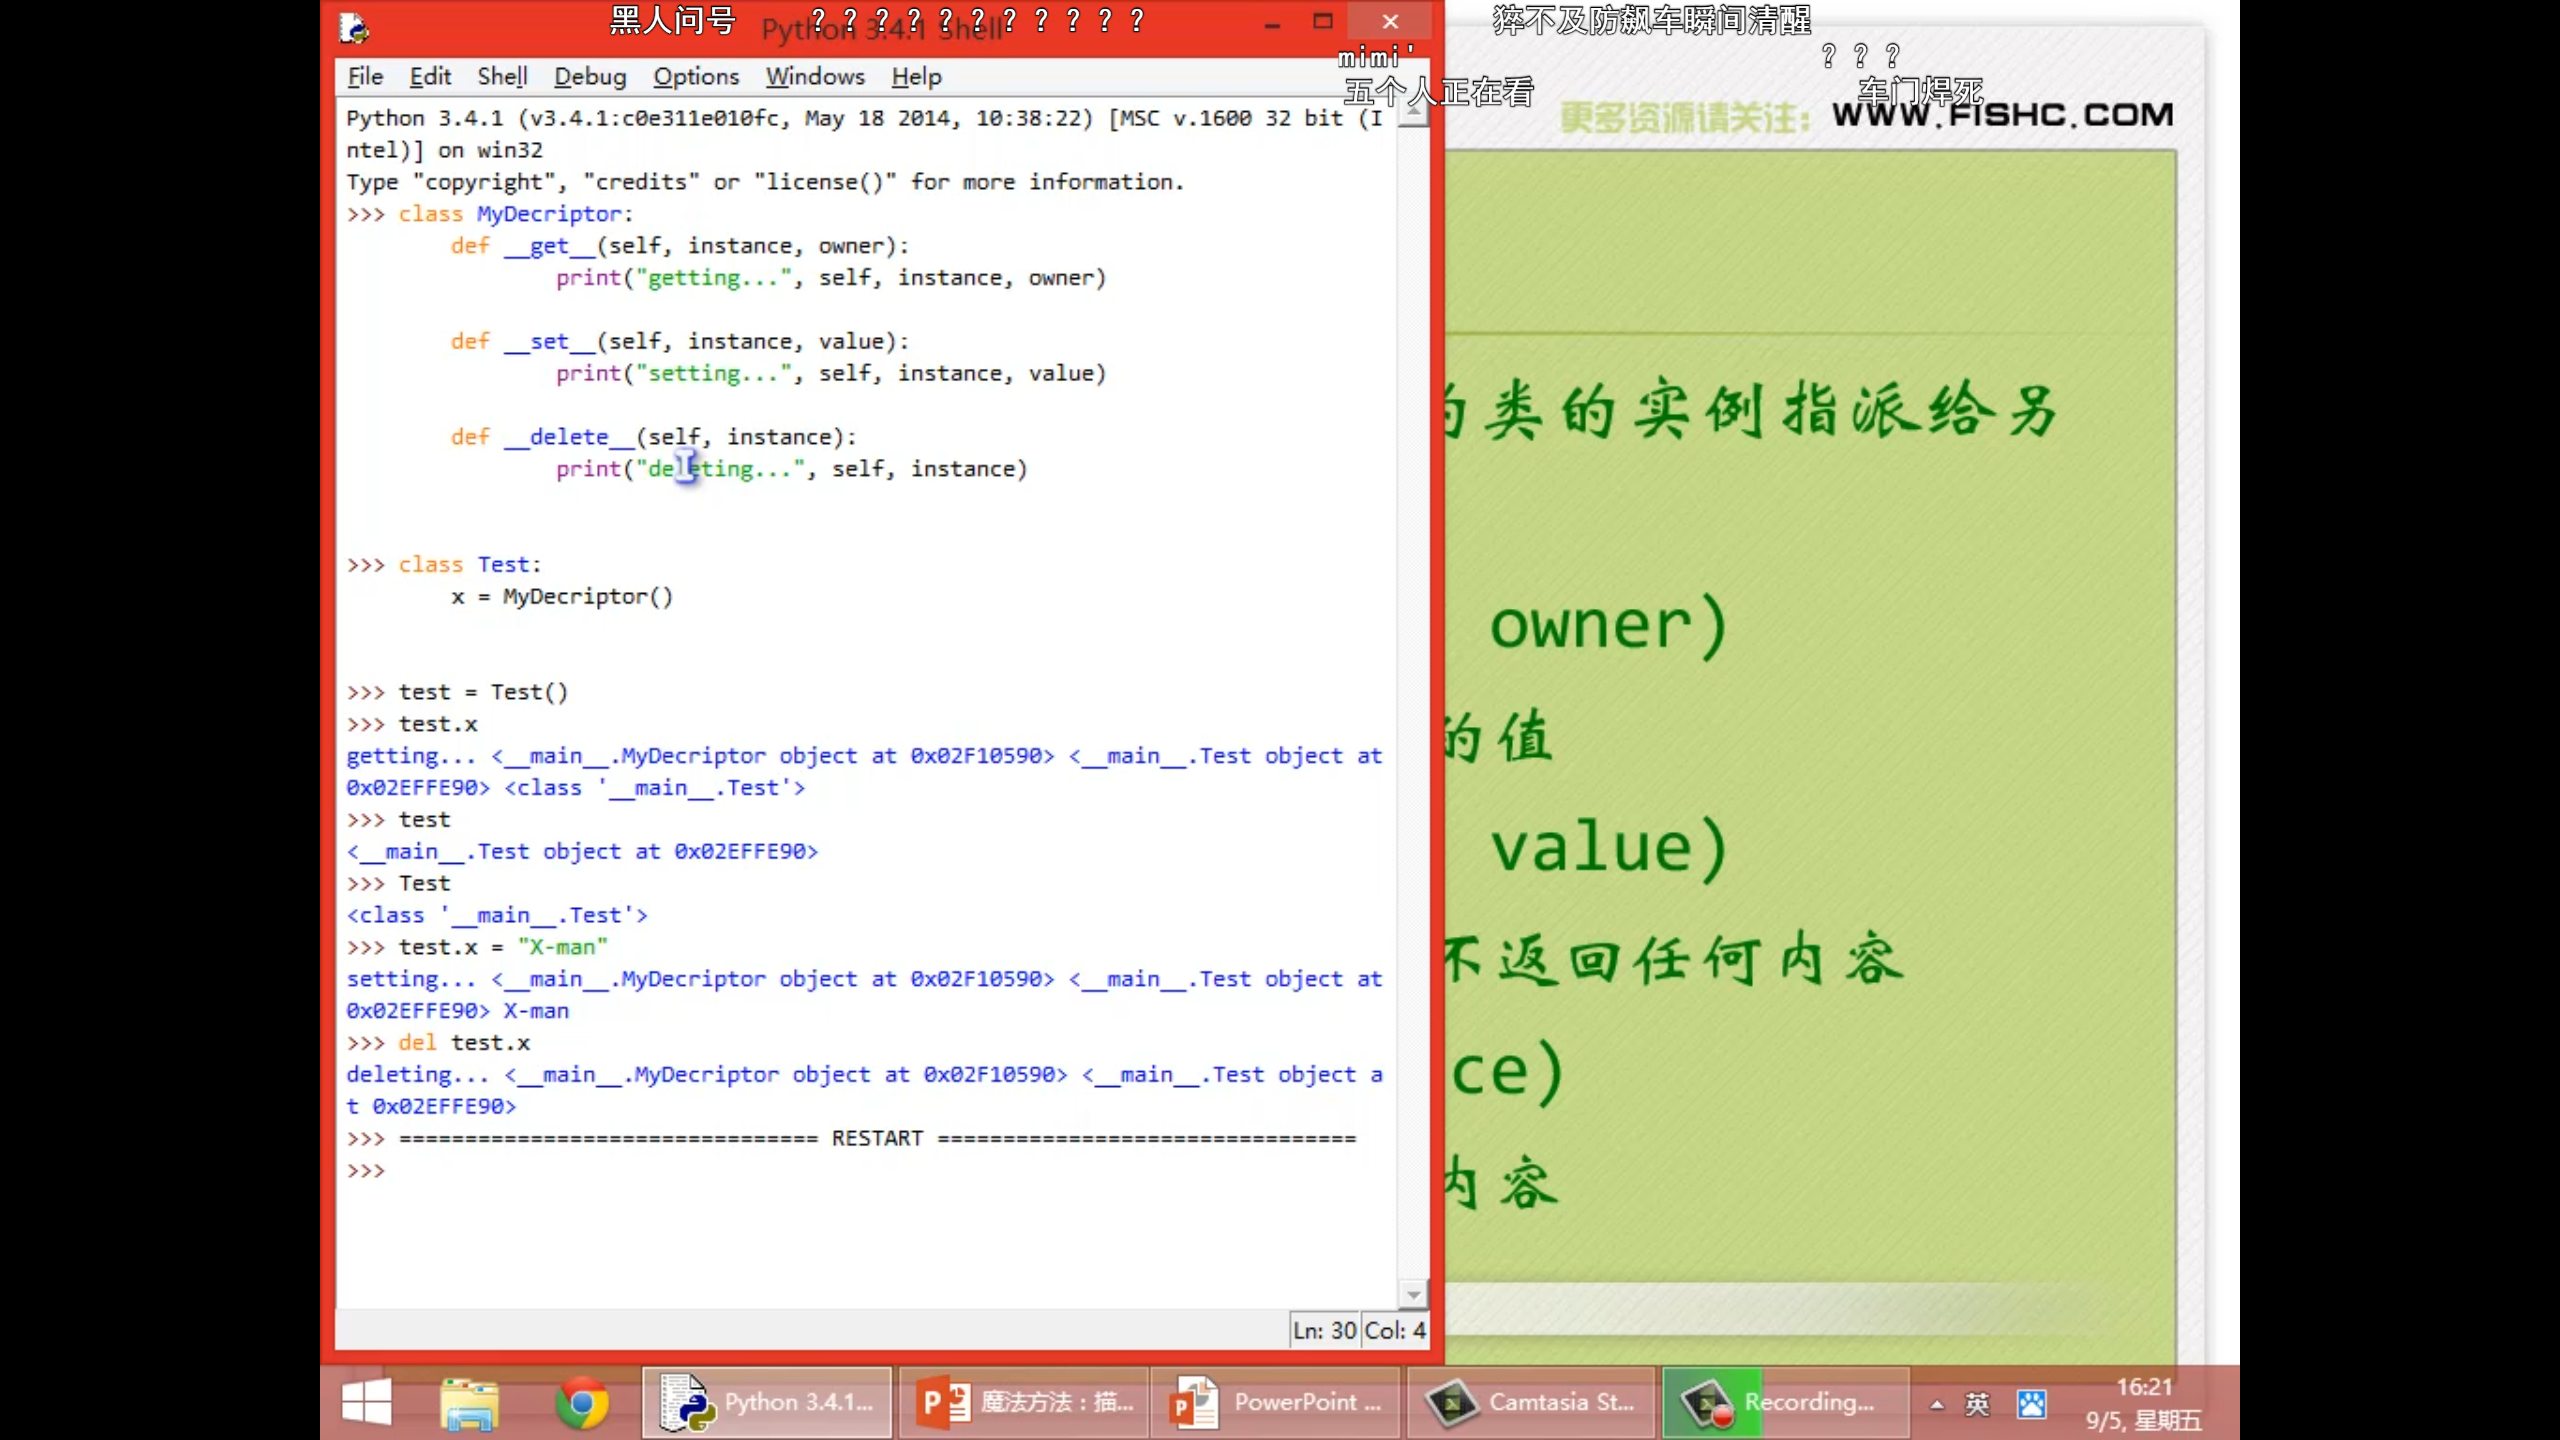 黑人问号 ？？？？？？？？？？？
猝不及防飙车瞬间清醒
Python 3.4.1 Shell
mimi'
？？？
五个人正在看
车门焊死
File Edit Shell Debug Options Windows Help
更多资源请关注：WWW.FISHC.COM
Python 3.4.1 (v3.4.1:c0e311e010fc, May 18 2014, 10:38:22) [MSC v.1600 32 bit (I
ntel)] on win32
Type "copyright", "credits" or "license()" for more information.
>>> class MyDecriptor:
def __get__(self, instance, owner):
print("getting...", self, instance, owner)
def __set__(self, instance, value):
print("setting...", self, instance, value)
def __delete__(self, instance):
print("deleting...", self, instance)
>>> class Test:
x = MyDecriptor()
>>> test = Test()
>>> test.x
getting... <__main__.MyDecriptor object at 0x02F10590> <__main__.Test object at
0x02EFFE90> <class '__main__.Test'>
>>> test
<__main__.Test object at 0x02EFFE90>
>>> Test
<class '__main__.Test'>
>>> test.x = "X-man"
setting... <__main__.MyDecriptor object at 0x02F10590> <__main__.Test object at
0x02EFFE90> X-man
>>> del test.x
deleting... <__main__.MyDecriptor object at 0x02F10590> <__main__.Test object a
t 0x02EFFE90>
>>> ================================ RESTART ================================
>>>
Ln: 30 Col: 4
的类的实例指派给另
owner)
的值
value)
不返回任何内容
ce)
内容
Python 3.4.1...
魔法方法：描...
PowerPoint ...
Camtasia St...
Recording...
英
16:21
9/5, 星期五